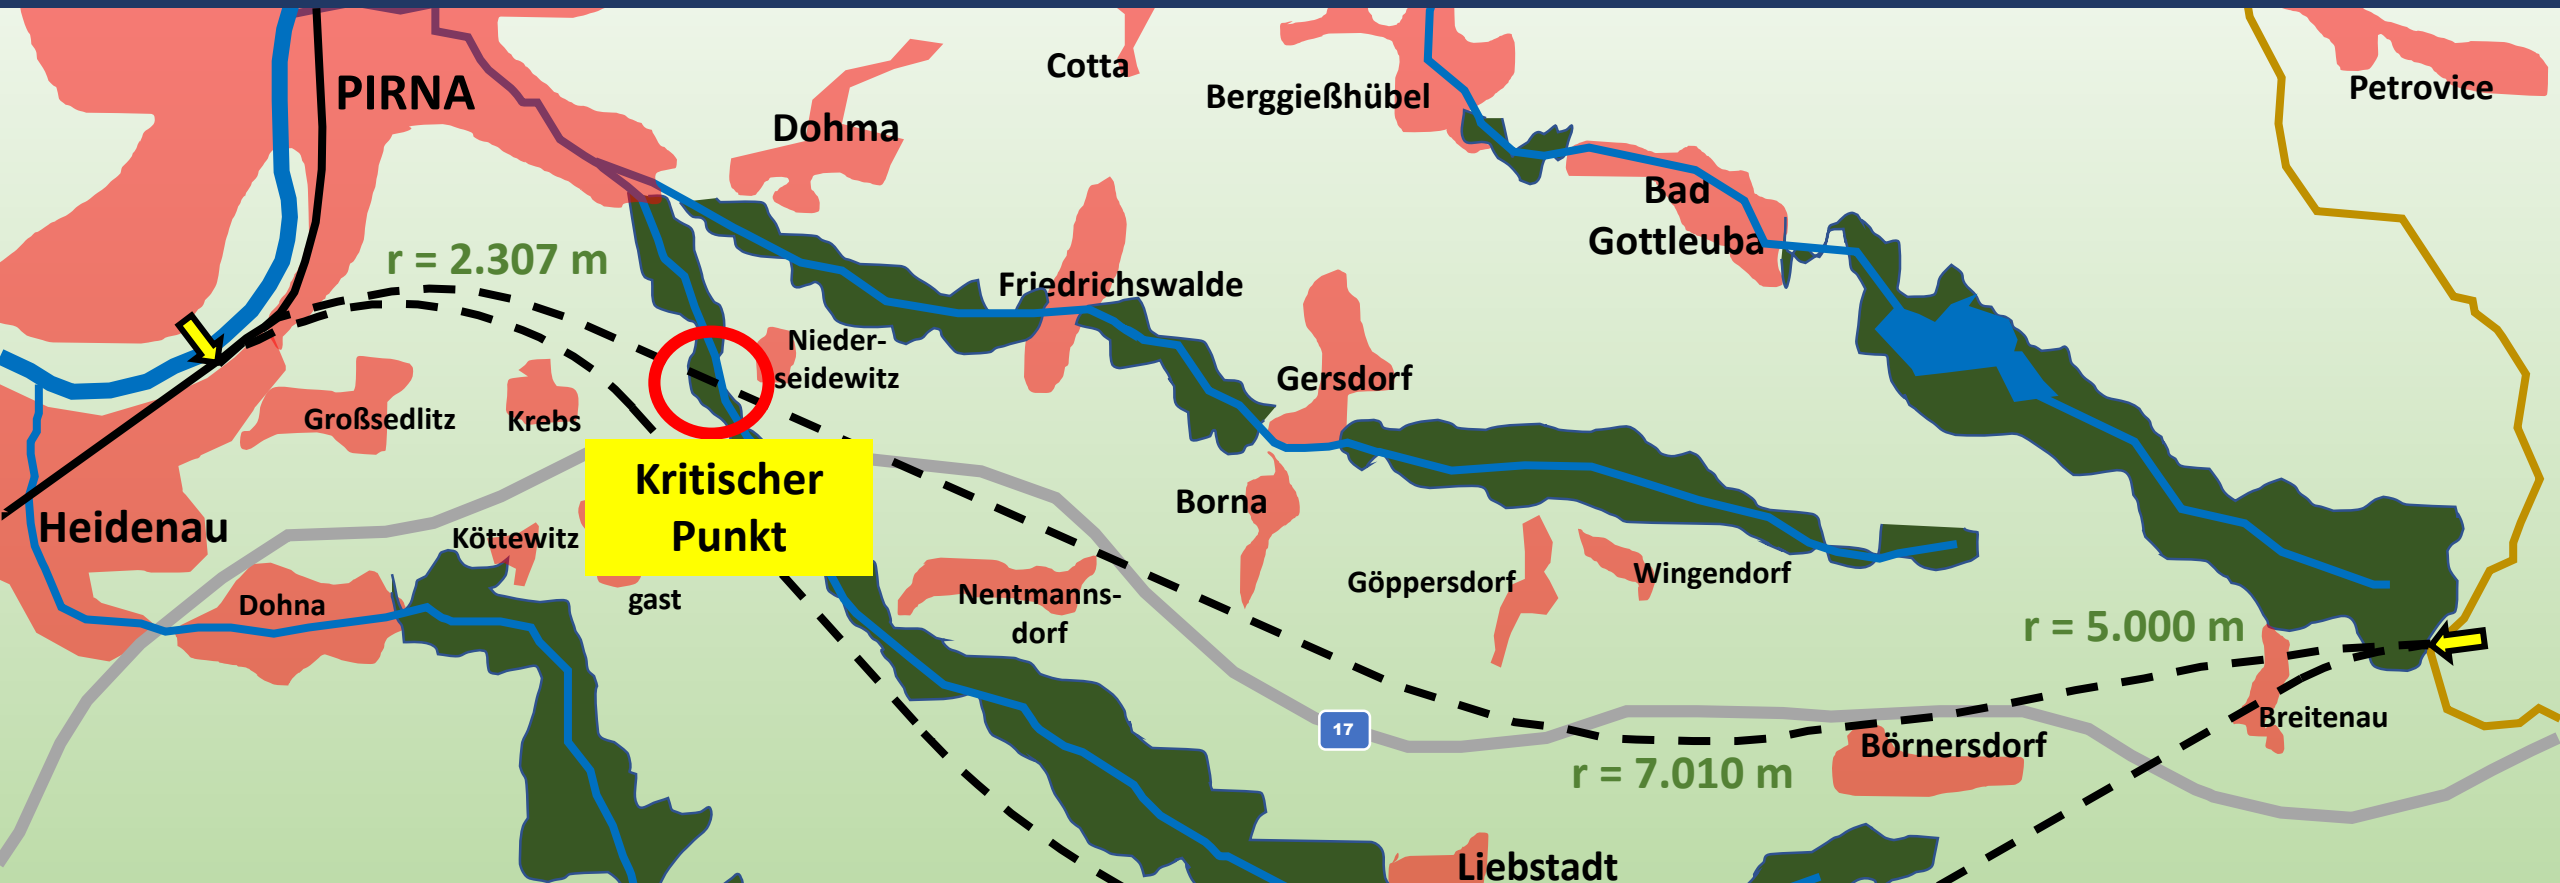 Cotta
Berggießhübel
Petrovice
PIRNA
Dohma
Bad
Gottleuba
r = 2.307 m
Friedrichswalde
Nieder-
seidewitz
Gersdorf
Großsedlitz
Krebs
Kritischer
Punkt
Borna
Heidenau
Köttewitz
Dohna
gast
Nentmanns-
dorf
Göppersdorf
Wingendorf
r = 5.000 m
17
Breitenau
Börnersdorf
r = 7.010 m
Liebstadt